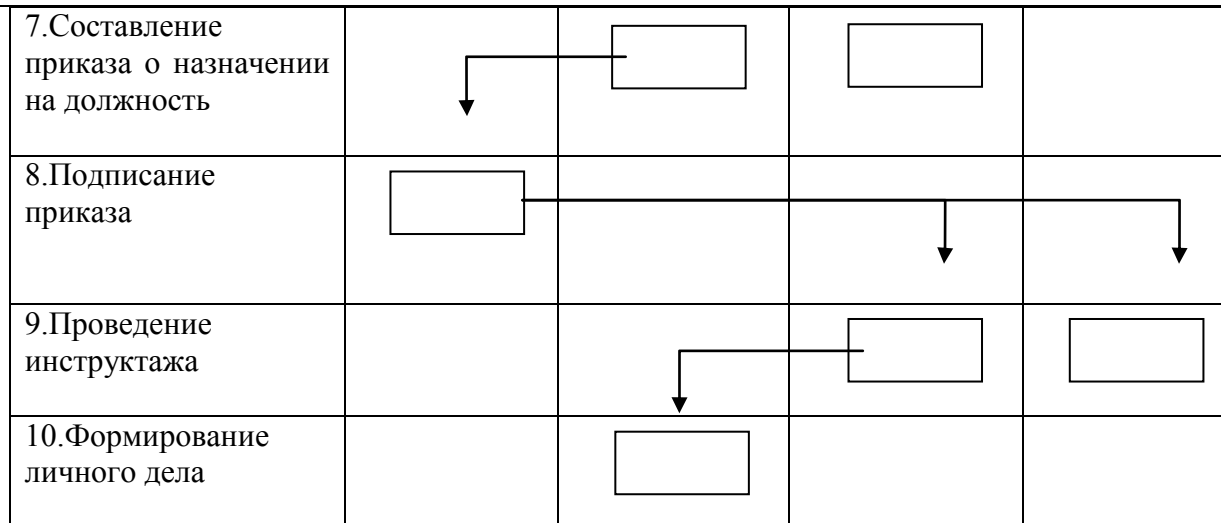 7.Составление
приказа о назначении
на должность
8.Подписание
приказа
9.Проведение
инструктажа
10.Формирование
личного дела